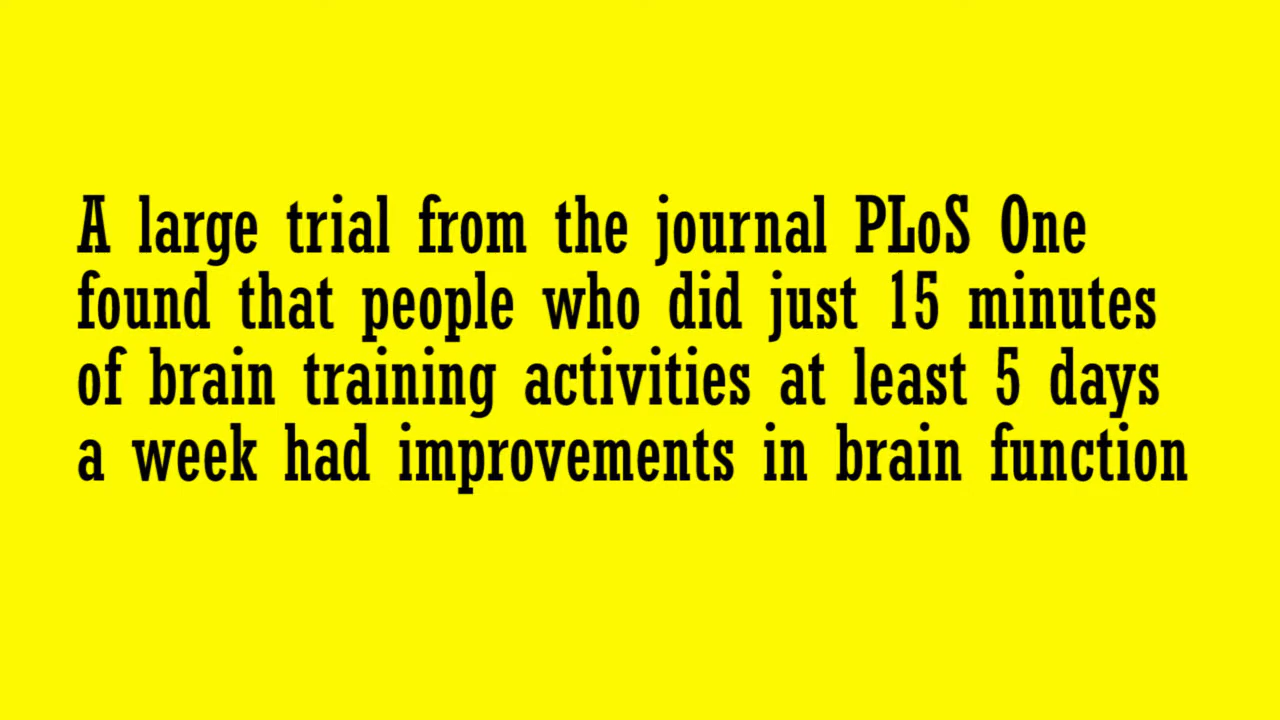 A large trial from the journal PLoS One
found that people who did just 15 minutes
of brain training activities at least 5 days
a week had improvements in brain function